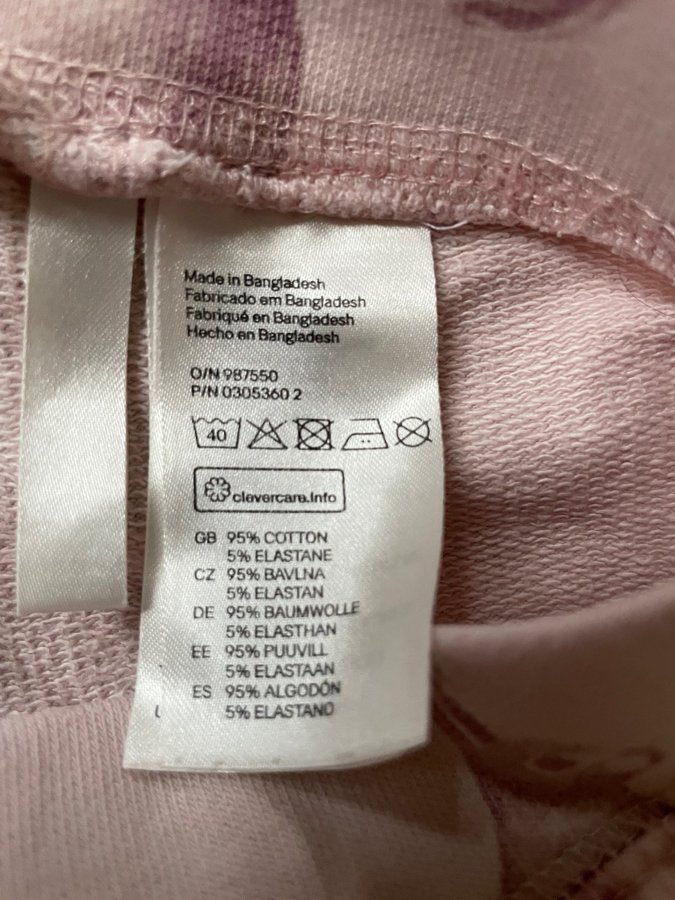 Made in Bangladesh
Fabricado em Bangladesh
Fabriqué en Bangladesh
Hecho en Bangladesh
O/N 987550
P/N 0305360 2
40
clevercare.info
GB 95% COTTON
5% ELASTANE
CZ 95% BAVLNA
5% ELASTAN
DE 95% BAUMWOLLE
5% ELASTHAN
EE 95% PUUVILL
5% ELASTAAN
ES 95% ALGODÓN
5% ELASTANO